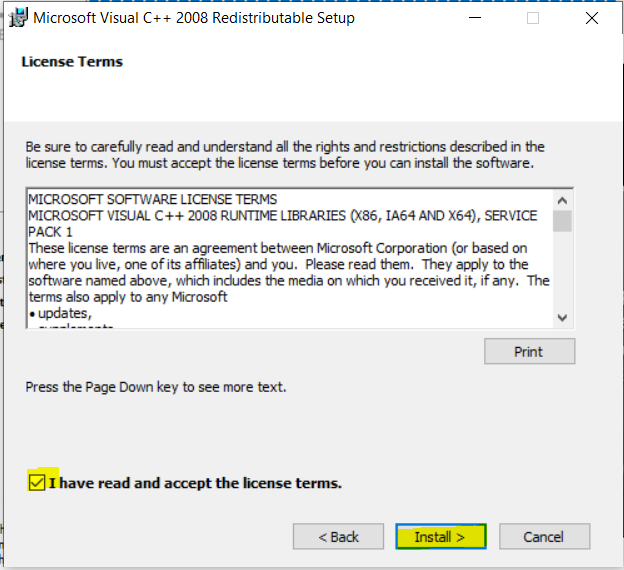 Microsoft Visual C++ 2008 Redistributable Setup
License Terms
Be sure to carefully read and understand all the rights and restrictions described in the
license terms. You must accept the license terms before you can install the software.
MICROSOFT SOFTWARE LICENSE TERMS
MICROSOFT VISUAL C++ 2008 RUNTIME LIBRARIES (X86, IA64 AND X64), SERVICE
PACK 1
These license terms are an agreement between Microsoft Corporation (or based on
where you live, one of its affiliates) and you.  Please read them.  They apply to the
software named above, which includes the media on which you received it, if any.  The
terms also apply to any Microsoft
• updates,
Print
Press the Page Down key to see more text.
I have read and accept the license terms.
< Back
Install >
Cancel